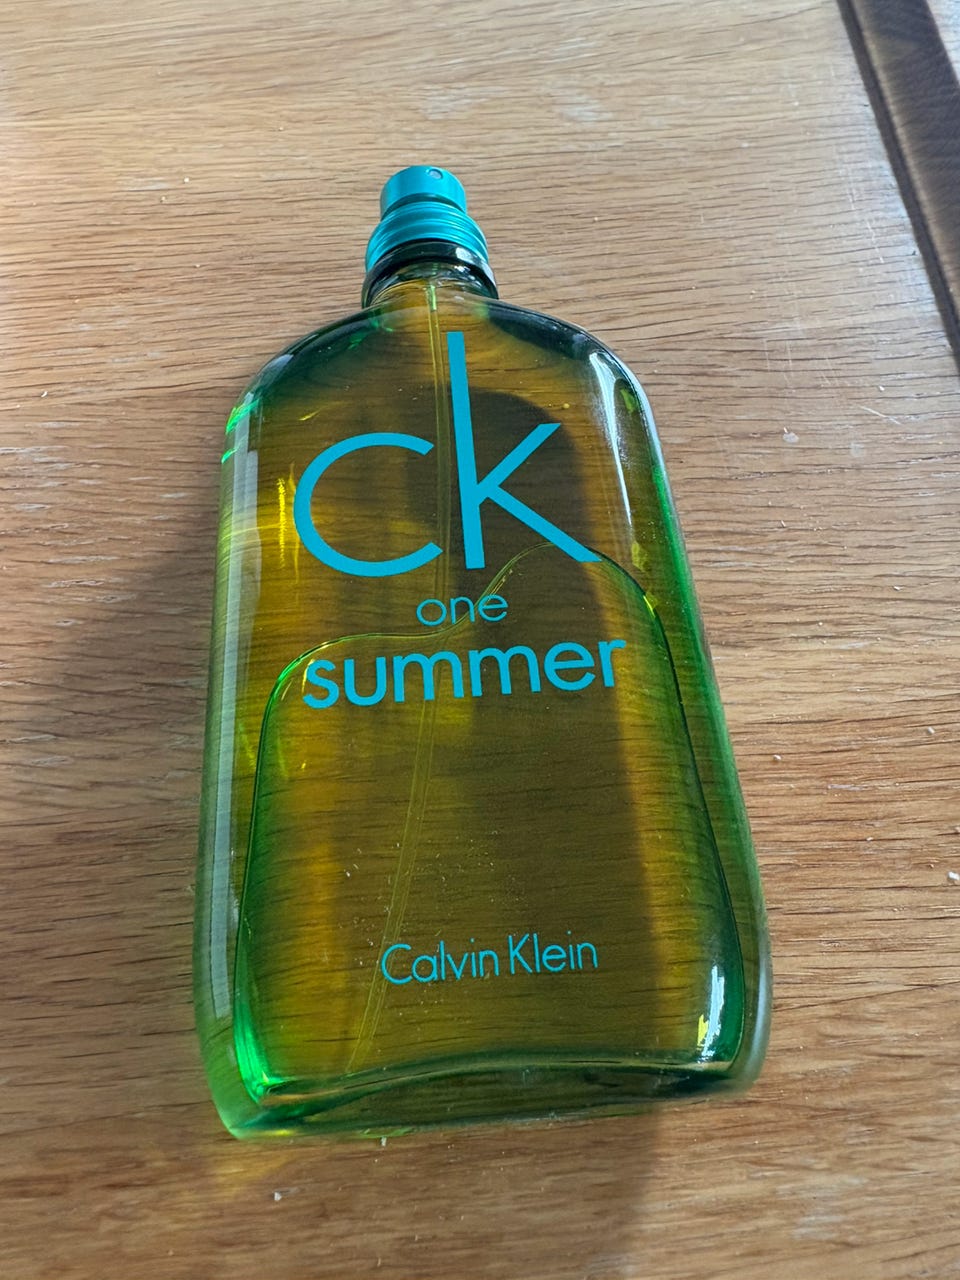 ck
one
summer
Calvin Klein